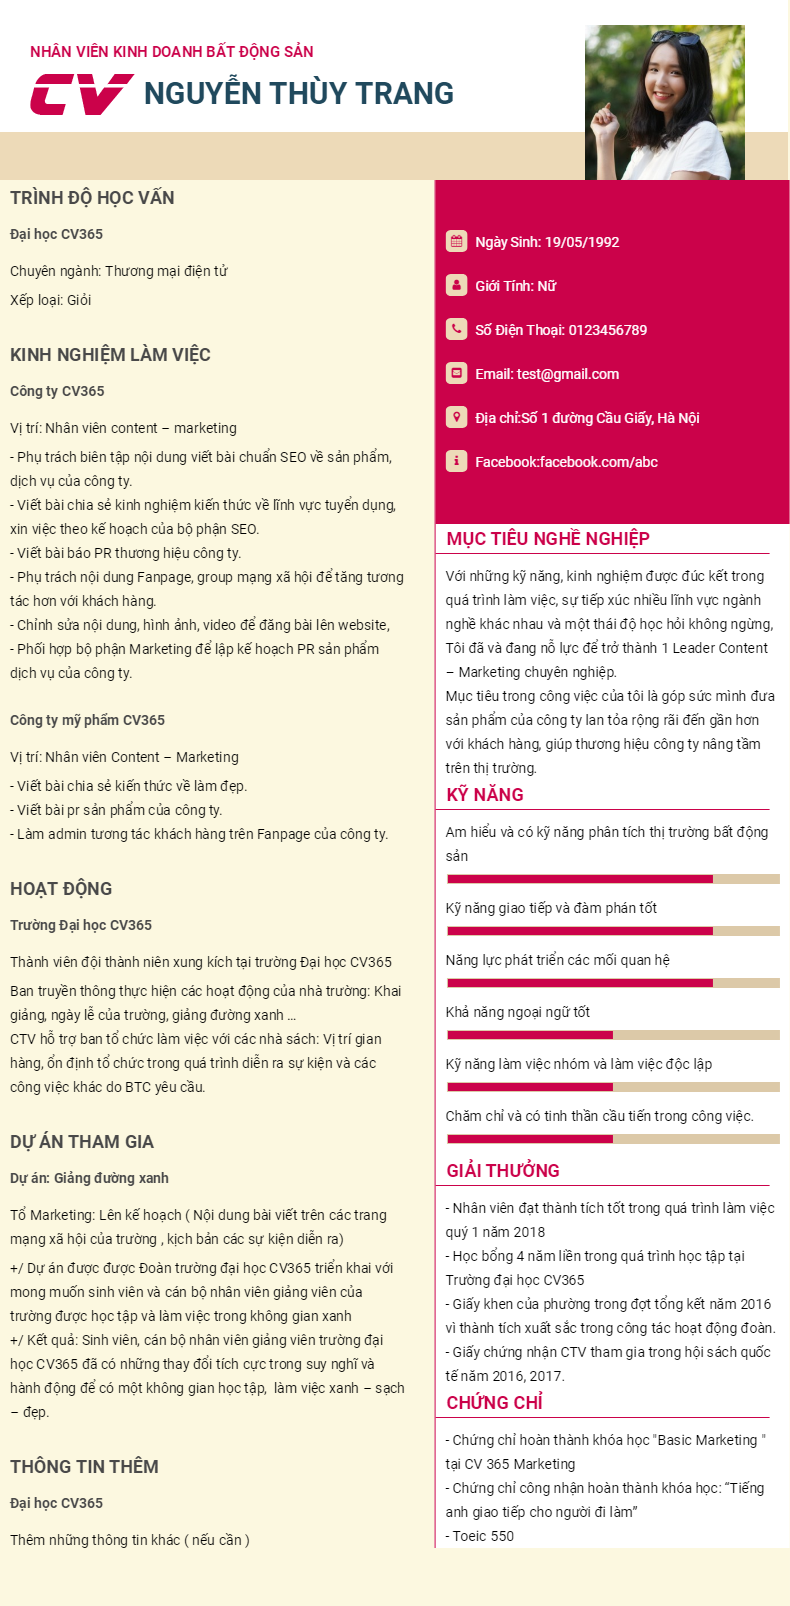 NHÂN VIÊN KINH DOANH BẤT ĐỘNG SẢN
CV NGUYỄN THÙY TRANG
TRÌNH ĐỘ HỌC VẤN
Đại học CV365
Chuyên ngành: Thương mại điện tử
Xếp loại: Giỏi
KINH NGHIỆM LÀM VIỆC
Công ty CV365
Vị trí: Nhân viên content – marketing
- Phụ trách biên tập nội dung viết bài chuẩn SEO về sản phẩm,
dịch vụ của công ty.
- Viết bài chia sẻ kinh nghiệm kiến thức về lĩnh vực tuyển dụng,
xin việc theo kế hoạch của bộ phận SEO.
- Viết bài báo PR thương hiệu công ty.
- Phụ trách nội dung Fanpage, group mạng xã hội để tăng tương
tác hơn với khách hàng.
- Chỉnh sửa nội dung, hình ảnh, video để đăng bài lên website,
- Phối hợp bộ phận Marketing để lập kế hoạch PR sản phẩm
dịch vụ của công ty.
Công ty mỹ phẩm CV365
Vị trí: Nhân viên Content – Marketing
- Viết bài chia sẻ kiến thức về làm đẹp.
- Viết bài pr sản phẩm của công ty.
- Làm admin tương tác khách hàng trên Fanpage của công ty.
HOẠT ĐỘNG
Trường Đại học CV365
Thành viên đội thành niên xung kích tại trường Đại học CV365
Ban truyền thông thực hiện các hoạt động của nhà trường: Khai
giảng, ngày lễ của trường, giảng đường xanh ...
CTV hỗ trợ ban tổ chức làm việc với các nhà sách: Vị trí gian
hàng, ổn định tổ chức trong quá trình diễn ra sự kiện và các
công việc khác do BTC yêu cầu.
DỰ ÁN THAM GIA
Dự án: Giảng đường xanh
Tổ Marketing: Lên kế hoạch ( Nội dung bài viết trên các trang
mạng xã hội của trường , kịch bản các sự kiện diễn ra)
+/ Dự án được được Đoàn trường đại học CV365 triển khai với
mong muốn sinh viên và cán bộ nhân viên giảng viên của
trường được học tập và làm việc trong không gian xanh
+/ Kết quả: Sinh viên, cán bộ nhân viên giảng viên trường đại
học CV365 đã có những thay đổi tích cực trong suy nghĩ và
hành động để có một không gian học tập, làm việc xanh – sạch
– đẹp.
THÔNG TIN THÊM
Đại học CV365
Thêm những thông tin khác ( nếu cần )
Ngày Sinh: 19/05/1992
Giới Tính: Nữ
Số Điện Thoại: 0123456789
Email: test@gmail.com
Địa chỉ:Số 1 đường Cầu Giấy, Hà Nội
Facebook:facebook.com/abc
MỤC TIÊU NGHỀ NGHIỆP
Với những kỹ năng, kinh nghiệm được đúc kết trong
quá trình làm việc, sự tiếp xúc nhiều lĩnh vực ngành
nghề khác nhau và một thái độ học hỏi không ngừng,
Tôi đã và đang nỗ lực để trở thành 1 Leader Content
– Marketing chuyên nghiệp.
Mục tiêu trong công việc của tôi là góp sức mình đưa
sản phẩm của công ty lan tỏa rộng rãi đến gần hơn
với khách hàng, giúp thương hiệu công ty nâng tầm
trên thị trường.
KỸ NĂNG
Am hiểu và có kỹ năng phân tích thị trường bất động
sản
Kỹ năng giao tiếp và đàm phán tốt
Năng lực phát triển các mối quan hệ
Khả năng ngoại ngữ tốt
Kỹ năng làm việc nhóm và làm việc độc lập
Chăm chỉ và có tinh thần cầu tiến trong công việc.
GIẢI THƯỞNG
- Nhân viên đạt thành tích tốt trong quá trình làm việc
quý 1 năm 2018
- Học bổng 4 năm liền trong quá trình học tập tại
Trường đại học CV365
- Giấy khen của phường trong đợt tổng kết năm 2016
vì thành tích xuất sắc trong công tác hoạt động đoàn.
- Giấy chứng nhận CTV tham gia trong hội sách quốc
tế năm 2016, 2017.
CHỨNG CHỈ
- Chứng chỉ hoàn thành khóa học "Basic Marketing "
tại CV 365 Marketing
- Chứng chỉ công nhận hoàn thành khóa học: “Tiếng
anh giao tiếp cho người đi làm”
- Toeic 550